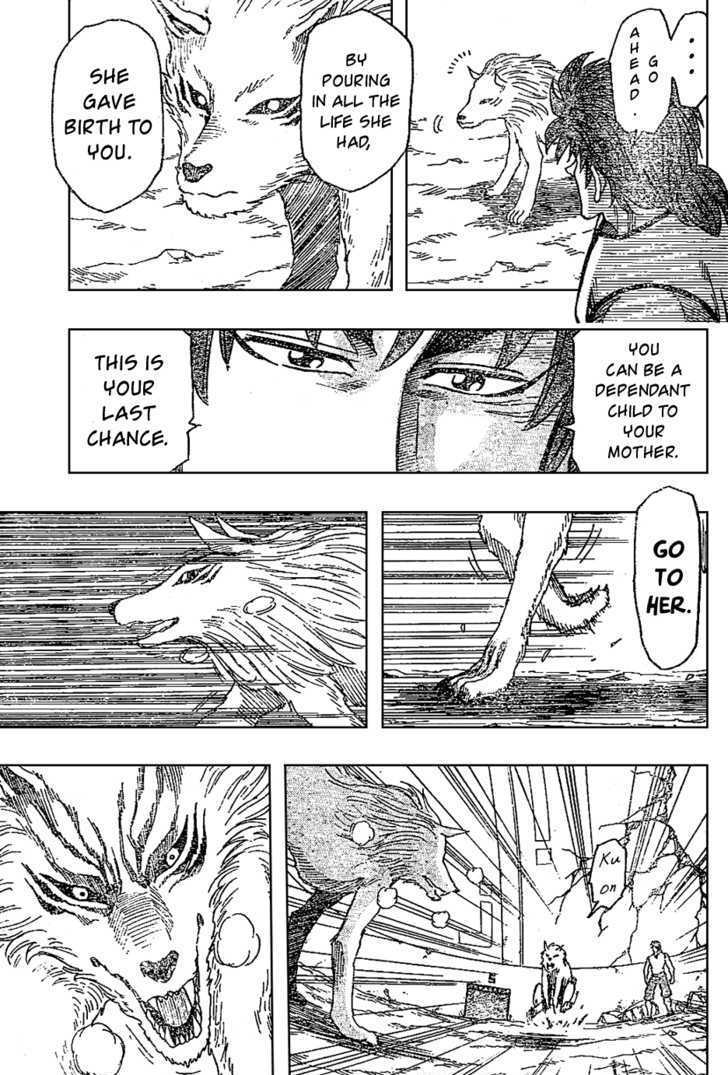 ...
GO
AHEAD.
BY
POURING
IN ALL THE
LIFE SHE
HAD,
SHE
GAVE
BIRTH TO
YOU.
YOU
CAN BE A
DEPENDANT
CHILD TO
YOUR
MOTHER.
THIS IS
YOUR
LAST
CHANCE.
GO
TO
HER.
Ku
on